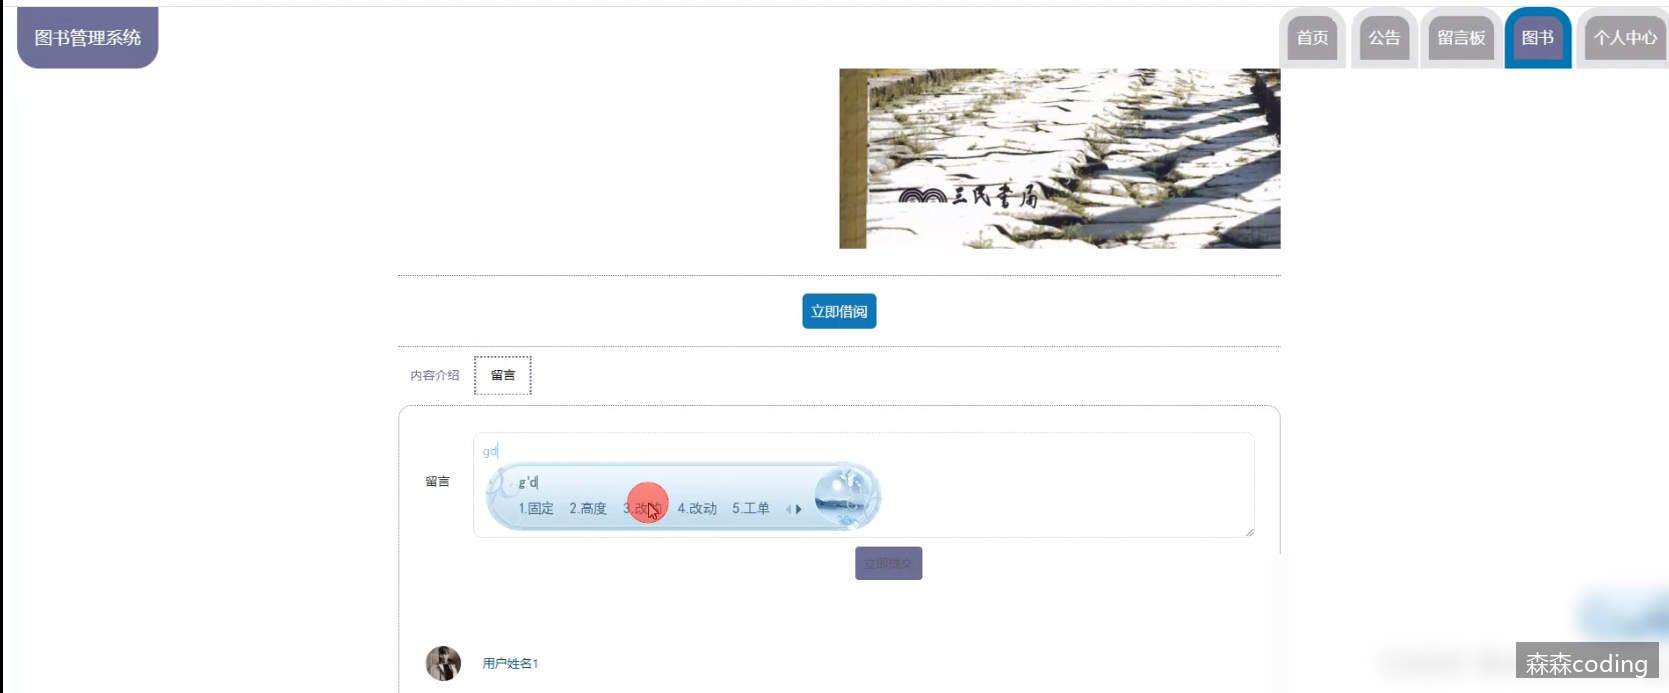 图书管理系统
首页
公告
留言板
图书
个人中心
三民書局
立即借阅
内容介绍
留言
gd
留言
g'd
1.固定 2.高度 3.改 4.改动 5.工单
立即提交
用户姓名1
森森coding